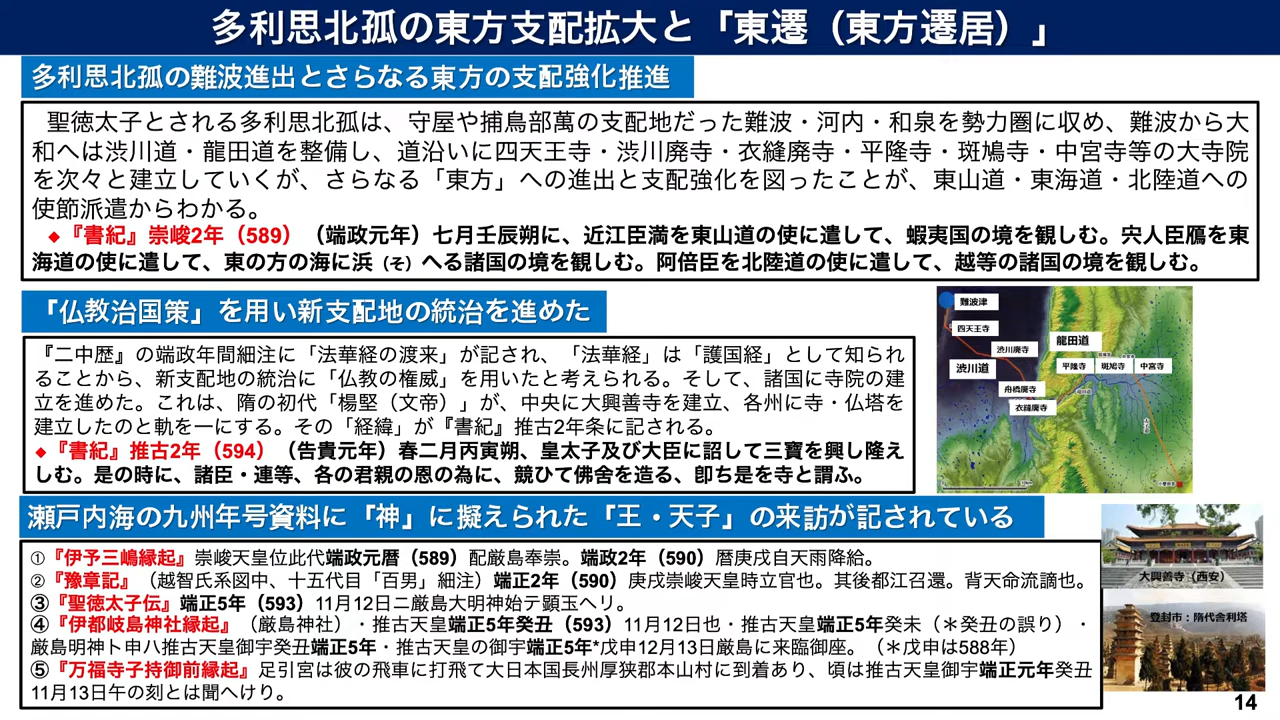 多利思北孤の東方支配拡大と「東遷（東方遷居）」
多利思北孤の難波進出とさらなる東方の支配強化推進
聖徳太子とされる多利思北孤は、守屋や捕鳥部萬の支配地だった難波・河内・和泉を勢力圏に収め、難波から大
和へは渋川道・龍田道を整備し、道沿いに四天王寺・渋川廃寺・衣縫廃寺・平隆寺・斑鳩寺・中宮寺等の大寺院
を次々と建立していくが、さらなる「東方」への進出と支配強化を図ったことが、東山道・東海道・北陸道への
使節派遣からわかる。
◆『書紀』崇峻2年（589）（端政元年）七月壬辰朔に、近江臣満を東山道の使に遣して、蝦夷国の境を観しむ。宍人臣鴈を東
海道の使に遣して、東の方の海に浜（そ）へる諸国の境を観しむ。阿倍臣を北陸道の使に遣して、越等の諸国の境を観しむ。
「仏教治国策」を用い新支配地の統治を進めた
『二中歴』の端政年間細注に「法華経の渡来」が記され、「法華経」は「護国経」として知られ
ることから、新支配地の統治に「仏教の権威」を用いたと考えられる。そして、諸国に寺院の建
立を進めた。これは、隋の初代「楊堅（文帝）」が、中央に大興善寺を建立、各州に寺・仏塔を
建立したのと軌を一にする。その「経緯」が『書紀』推古2年条に記される。
◆『書紀』推古2年（594）（告貴元年）春二月丙寅朔、皇太子及び大臣に詔して三寶を興し隆え
しむ。是の時に、諸臣・連等、各の君親の恩の為に、競ひて佛舎を造る、卽ち是を寺と謂ふ。
難波津
四天王寺
渋川廃寺
龍田道
渋川道
平隆寺
斑鳩寺
中宮寺
舟橋廃寺
衣縫廃寺
瀬戸内海の九州年号資料に「神」に擬えられた「王・天子」の来訪が記されている
①『伊予三嶋縁起』崇峻天皇位此代端政元暦（589）配厳島奉崇。端政2年（590）暦庚戌自天雨降給。
②『豫章記』（越智氏系図中、十五代目「百男」細注）端正2年（590）庚戌崇峻天皇時立官也。其後都江召還。背天命流謫也。
③『聖徳太子伝』端正5年（593）11月12日ニ厳島大明神始テ顕玉ヘリ。
④『伊都岐島神社縁起』（厳島神社）・推古天皇端正5年癸丑（593）11月12日也・推古天皇端正5年癸未（＊癸丑の誤り）・
厳島明神ト申ハ推古天皇御宇癸丑端正5年・推古天皇の御宇端正5年*戊申12月13日厳島に来臨御座。（＊戊申は588年）
⑤『万福寺子持御前縁起』足引宮は彼の飛車に打飛て大日本国長州厚狭郡本山村に到着あり、頃は推古天皇御宇端正元年癸丑
11月13日午の刻とは聞へけり。
大興善寺（西安）
登封市：隋代舎利塔
14